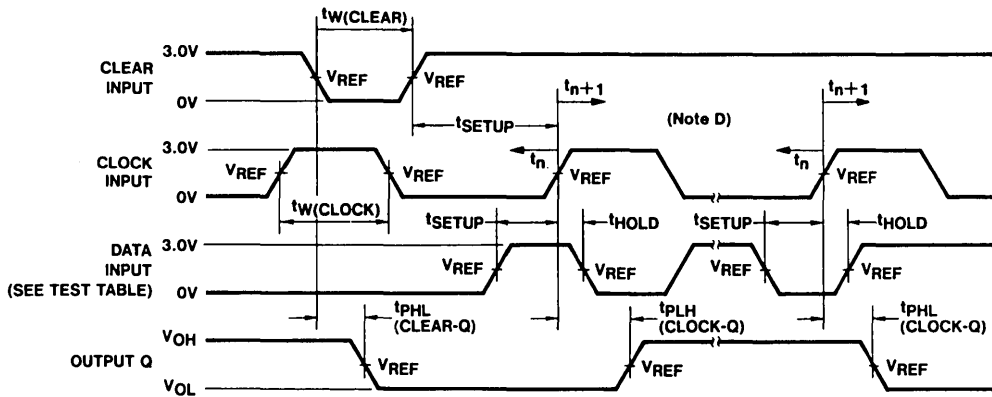 tW(CLEAR)
3.0V
CLEAR
INPUT
VREF
VREF
0V
tn+1
tn+1
tSETUP
(Note D)
3.0V
CLOCK
INPUT
VREF
VREF
tn
VREF
tn
VREF
0V
tW(CLOCK)
tSETUP
tHOLD
tSETUP
tHOLD
3.0V
DATA
INPUT
(SEE TEST TABLE)
VREF
VREF
VREF
VREF
0V
tPHL
(CLEAR-Q)
tPLH
(CLOCK-Q)
tPHL
(CLOCK-Q)
VOH
OUTPUT Q
VREF
VREF
VREF
VOL